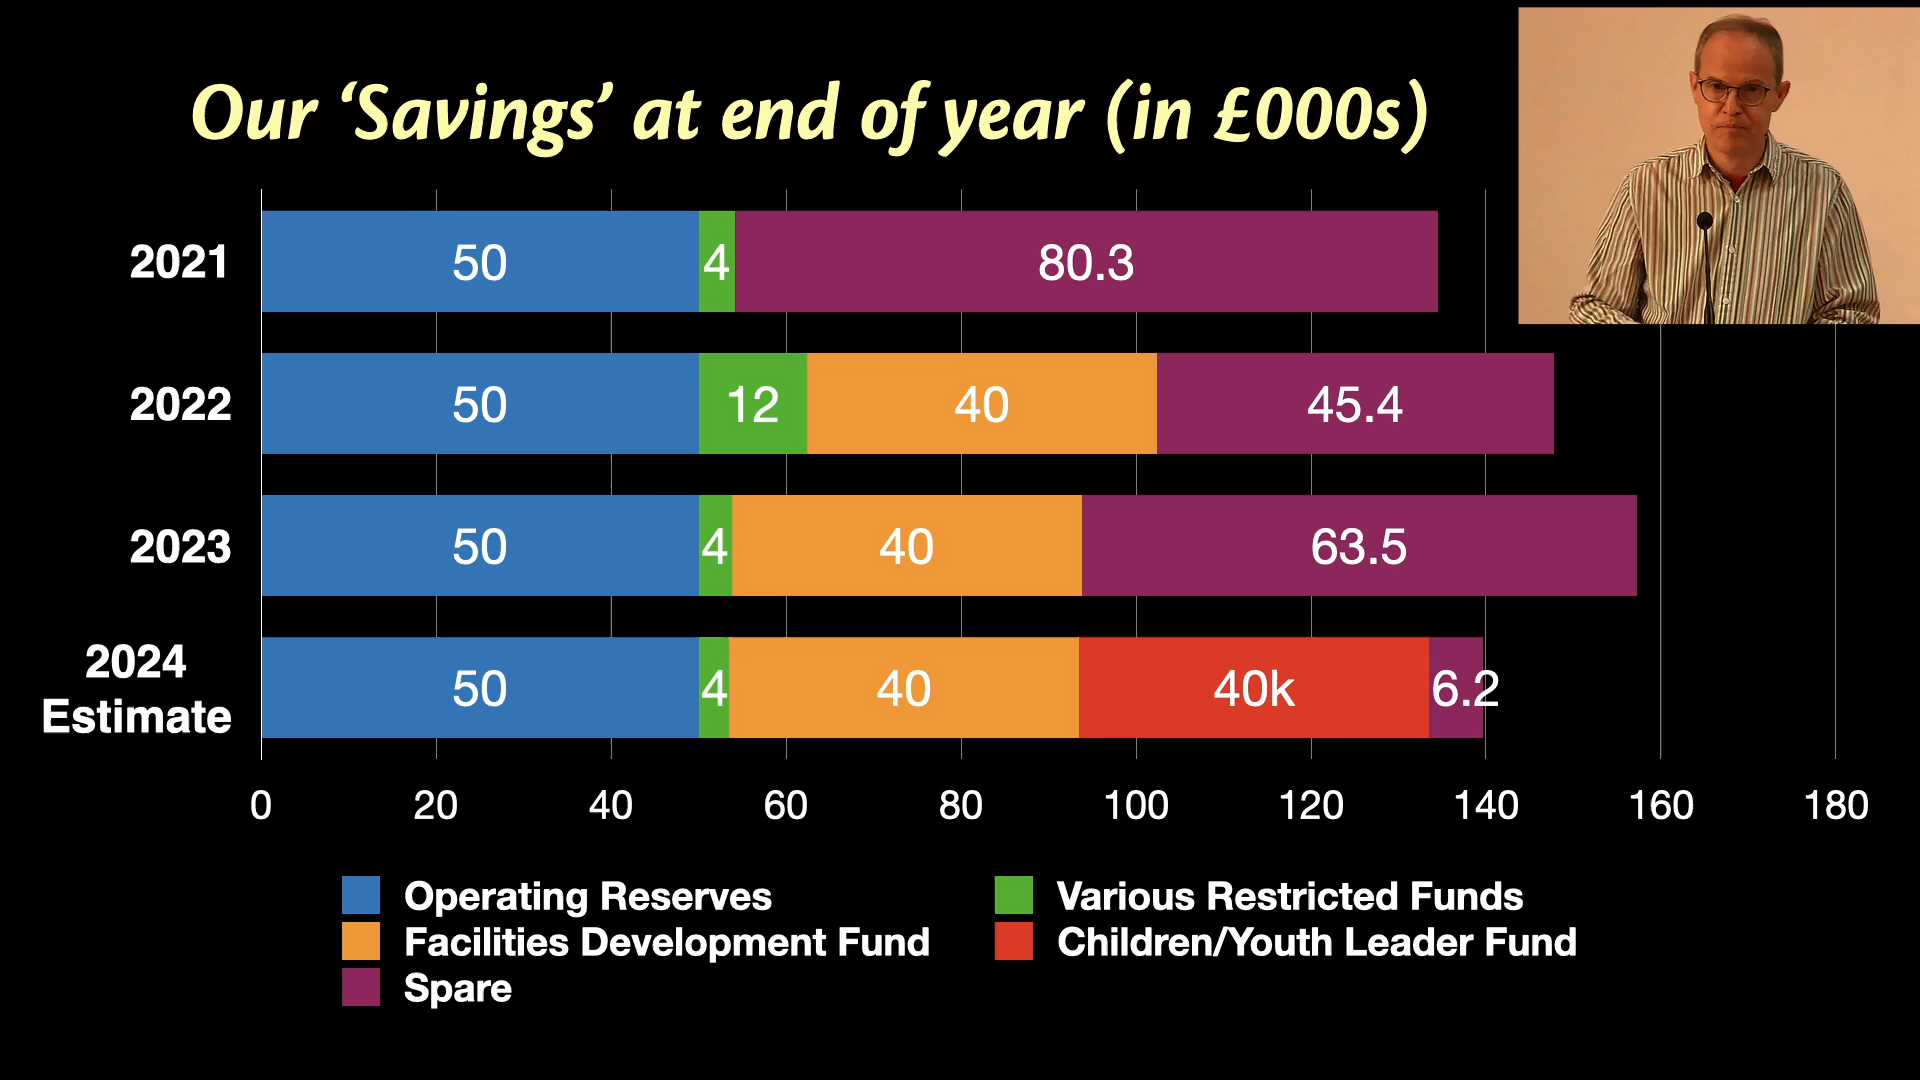 Our ‘Savings’ at end of year (in £000s)
2021
50 4 80.3
2022
50 12 40 45.4
2023
50 4 40 63.5
2024
Estimate
50 4 40 40k 6.2
0 20 40 60 80 100 120 140 160 180
Operating Reserves
Various Restricted Funds
Facilities Development Fund
Children/Youth Leader Fund
Spare